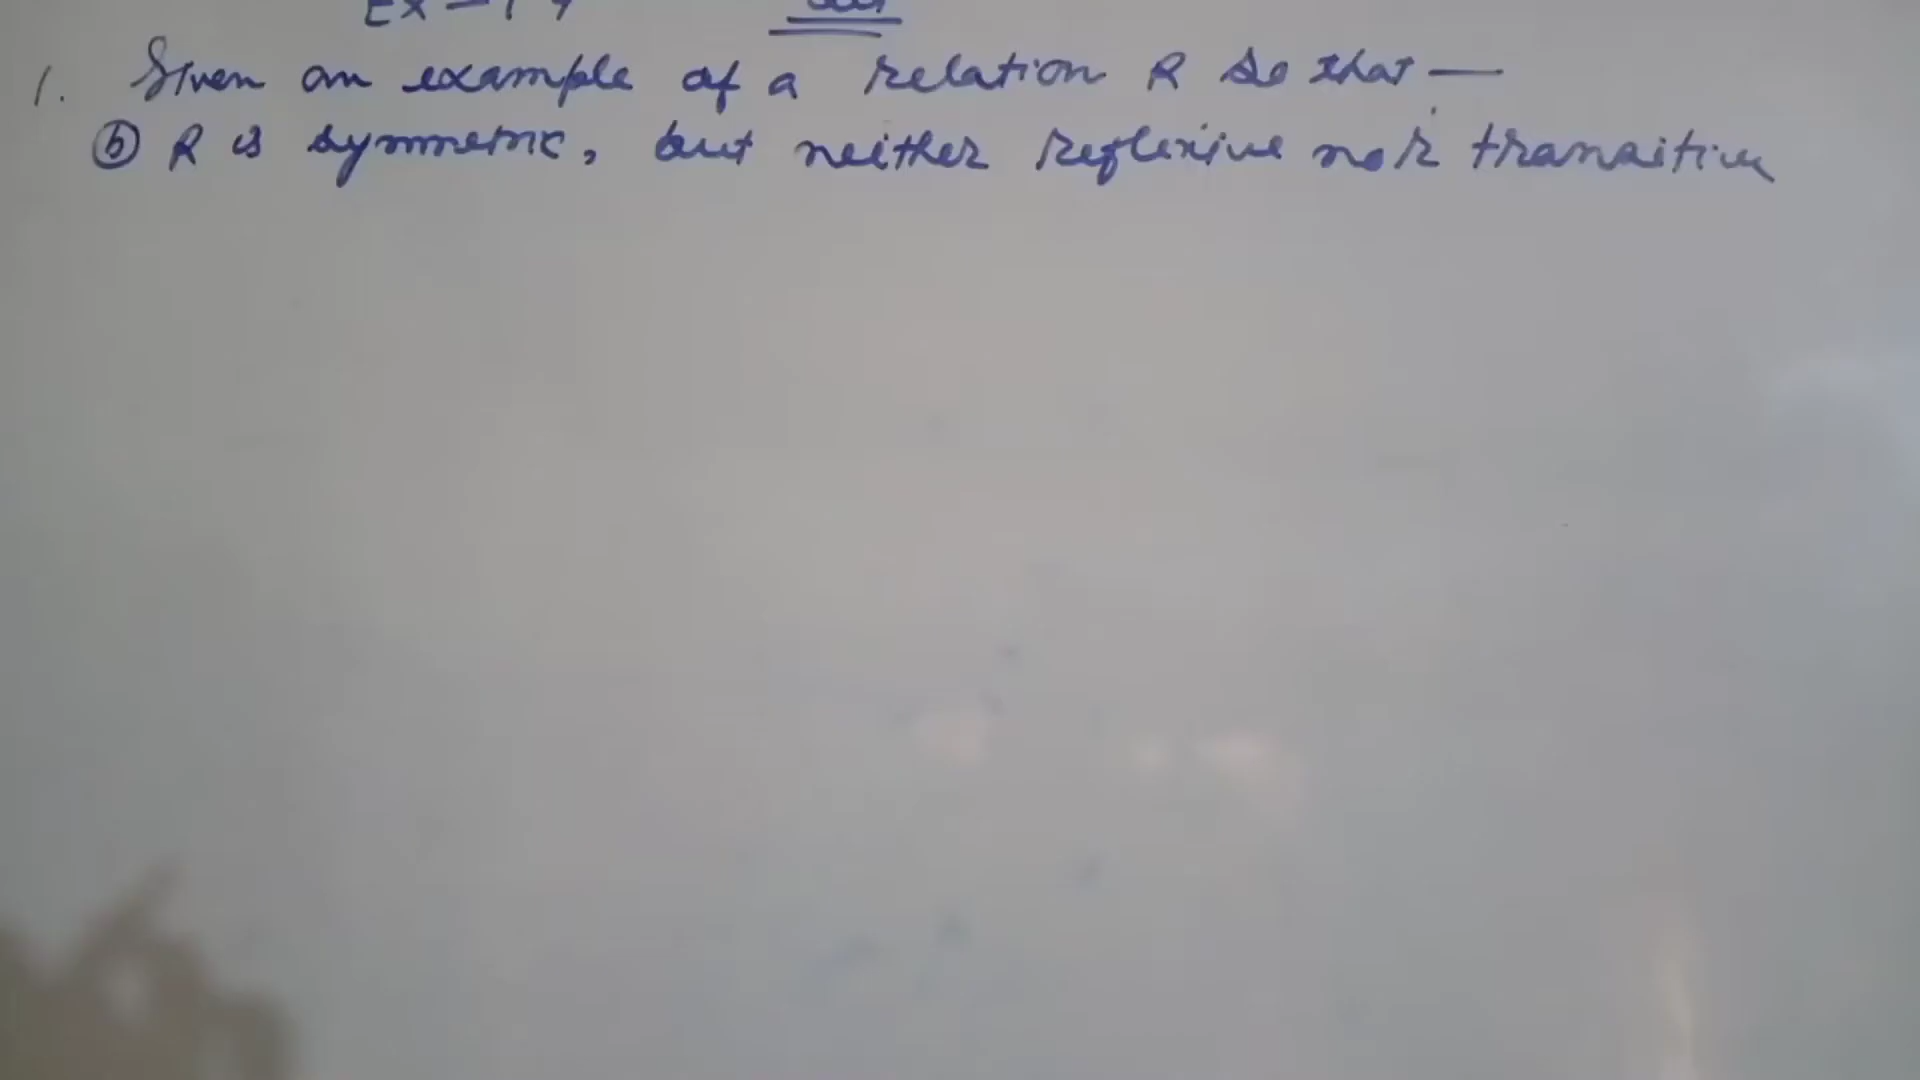 1. Given an example of a relation R so that —
(b) R is symmetric, but neither reflexive nor transitive